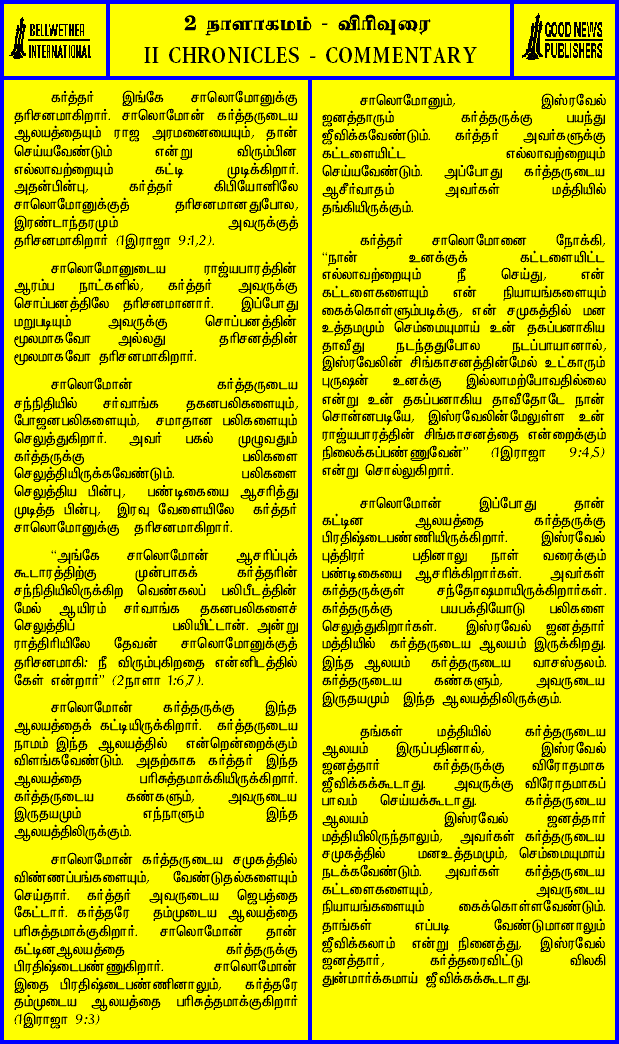 BELLWETHER
INTERNATIONAL
2 நாளாகமம் - விரிவுரை
II CHRONICLES - COMMENTARY
GOOD NEWS
PUBLISHERS
கர்த்தர் இங்கே சாலொமோனுக்கு
தரிசனமாகிறார். சாலொமோன் கர்த்தருடைய
ஆலயத்தையும் ராஜ அரமனையையும், தான்
செய்யவேண்டும் என்று விரும்பின
எல்லாவற்றையும் கட்டி முடிக்கிறார்.
அதன்பின்பு, கர்த்தர் கிபியோனிலே
சாலொமோனுக்குத் தரிசனமானதுபோல,
இரண்டாந்தரமும் அவருக்குத்
தரிசனமாகிறார் (1இராஜா 9:1,2).
சாலொமோனுடைய ராஜ்யபாரத்தின்
ஆரம்ப நாட்களில், கர்த்தர் அவருக்கு
சொப்பனத்திலே தரிசனமானார். இப்போது
மறுபடியும் அவருக்கு சொப்பனத்தின்
மூலமாகவோ அல்லது தரிசனத்தின்
மூலமாகவோ தரிசனமாகிறார்.
சாலொமோன் கர்த்தருடைய
சந்நிதியில் சர்வாங்க தகனபலிகளையும்,
போஜனபலிகளையும், சமாதான பலிகளையும்
செலுத்துகிறார். அவர் பகல் முழுவதும்
கர்த்தருக்கு பலிகளை
செலுத்தியிருக்கவேண்டும். பலிகளை
செலுத்திய பின்பு, பண்டிகையை ஆசரித்து
முடித்த பின்பு, இரவு வேளையிலே கர்த்தர்
சாலொமோனுக்கு தரிசனமாகிறார்.
“அங்கே சாலொமோன் ஆசரிப்புக்
கூடாரத்திற்கு முன்பாகக் கர்த்தரின்
சந்நிதியிலிருக்கிற வெண்கலப் பலிபீடத்தின்
மேல் ஆயிரம் சர்வாங்க தகனபலிகளைச்
செலுத்திப் பலியிட்டான். அன்று
ராத்திரியிலே தேவன் சாலொமோனுக்குத்
தரிசனமாகி: நீ விரும்புகிறதை என்னிடத்தில்
கேள் என்றார்” (2நாளா 1:6,7).
சாலொமோன் கர்த்தருக்கு இந்த
ஆலயத்தைக் கட்டியிருக்கிறார். கர்த்தருடைய
நாமம் இந்த ஆலயத்தில் என்றென்றைக்கும்
விளங்கவேண்டும். அதற்காக கர்த்தர் இந்த
ஆலயத்தை பரிசுத்தமாக்கியிருக்கிறார்.
கர்த்தருடைய கண்களும், அவருடைய
இருதயமும் எந்நாளும் இந்த
ஆலயத்திலிருக்கும்.
சாலொமோன் கர்த்தருடைய சமுகத்தில்
விண்ணப்பங்களையும், வேண்டுதல்களையும்
செய்தார். கர்த்தர் அவருடைய ஜெபத்தை
கேட்டார். கர்த்தரே தம்முடைய ஆலயத்தை
பரிசுத்தமாக்குகிறார். சாலொமோன் தான்
கட்டினஆலயத்தை கர்த்தருக்கு
பிரதிஷ்டைபண்ணுகிறார். சாலொமோன்
இதை பிரதிஷ்டைபண்ணினாலும், கர்த்தரே
தம்முடைய ஆலயத்தை பரிசுத்தமாக்குகிறார்
(1இராஜா 9:3)
சாலொமோனும், இஸ்ரவேல்
ஜனத்தாரும் கர்த்தருக்கு பயந்து
ஜீவிக்கவேண்டும். கர்த்தர் அவர்களுக்கு
கட்டளையிட்ட எல்லாவற்றையும்
செய்யவேண்டும். அப்போது கர்த்தருடைய
ஆசீர்வாதம் அவர்கள் மத்தியில்
தங்கியிருக்கும்.
கர்த்தர் சாலொமோனை நோக்கி,
“நான் உனக்குக் கட்டளையிட்ட
எல்லாவற்றையும் நீ செய்து, என்
கட்டளைகளையும் என் நியாயங்களையும்
கைக்கொள்ளும்படிக்கு, என் சமுகத்தில் மன
உத்தமமும் செம்மையுமாய் உன் தகப்பனாகிய
தாவீது நடந்ததுபோல நடப்பாயானால்,
இஸ்ரவேலின் சிங்காசனத்தின்மேல் உட்காரும்
புருஷன் உனக்கு இல்லாமற்போவதில்லை
என்று உன் தகப்பனாகிய தாவீதோடே நான்
சொன்னபடியே, இஸ்ரவேலின்மேலுள்ள உன்
ராஜ்யபாரத்தின் சிங்காசனத்தை என்றைக்கும்
நிலைக்கப்பண்ணுவேன்” (1இராஜா 9:4,5)
என்று சொல்லுகிறார்.
சாலொமோன் இப்போது தான்
கட்டின ஆலயத்தை கர்த்தருக்கு
பிரதிஷ்டைபண்ணியிருக்கிறார். இஸ்ரவேல்
புத்திரர் பதினாலு நாள் வரைக்கும்
பண்டிகையை ஆசரிக்கிறார்கள். அவர்கள்
கர்த்தருக்குள் சந்தோஷமாயிருக்கிறார்கள்.
கர்த்தருக்கு பயபக்தியோடு பலிகளை
செலுத்துகிறார்கள். இஸ்ரவேல் ஜனத்தார்
மத்தியில் கர்த்தருடைய ஆலயம் இருக்கிறது.
இந்த ஆலயம் கர்த்தருடைய வாசஸ்தலம்.
கர்த்தருடைய கண்களும், அவருடைய
இருதயமும் இந்த ஆலயத்திலிருக்கும்.
தங்கள் மத்தியில் கர்த்தருடைய
ஆலயம் இருப்பதினால், இஸ்ரவேல்
ஜனத்தார் கர்த்தருக்கு விரோதமாக
ஜீவிக்கக்கூடாது. அவருக்கு விரோதமாகப்
பாவம் செய்யக்கூடாது. கர்த்தருடைய
ஆலயம் இஸ்ரவேல் ஜனத்தார்
மத்தியிலிருந்தாலும், அவர்கள் கர்த்தருடைய
சமுகத்தில் மனஉத்தமமும், செம்மையுமாய்
நடக்கவேண்டும். அவர்கள் கர்த்தருடைய
கட்டளைகளையும், அவருடைய
நியாயங்களையும் கைக்கொள்ளவேண்டும்.
தாங்கள் எப்படி வேண்டுமானாலும்
ஜீவிக்கலாம் என்று நினைத்து, இஸ்ரவேல்
ஜனத்தார், கர்த்தரைவிட்டு விலகி
துன்மார்க்கமாய் ஜீவிக்கக்கூடாது.